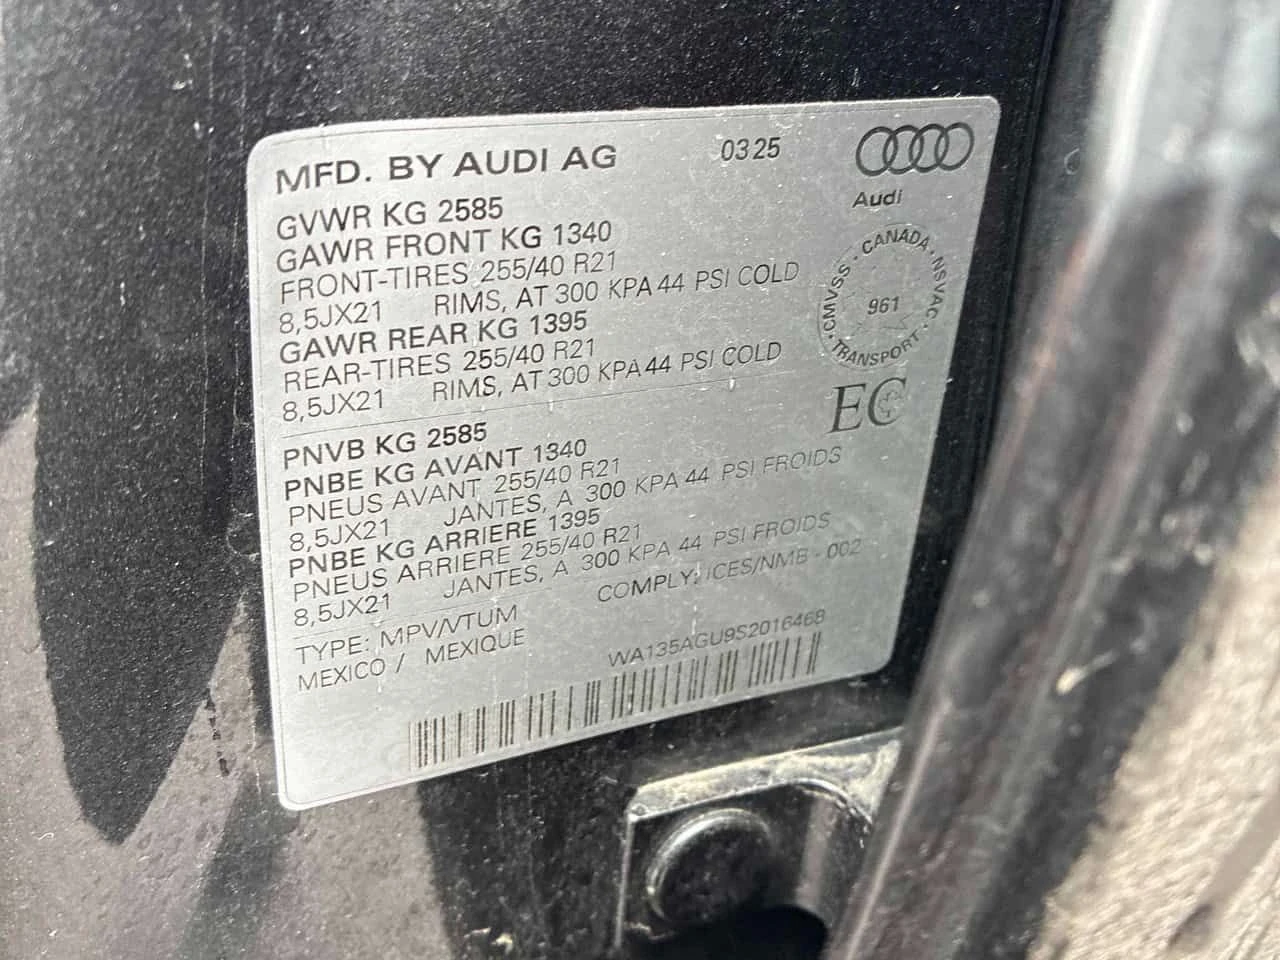 MFD. BY AUDI AG 03 25
Audi
GVWR KG 2585
GAWR FRONT KG 1340
FRONT-TIRES 255/40 R21
8,5JX21 RIMS, AT 300 KPA 44 PSI COLD
GAWR REAR KG 1395
REAR-TIRES 255/40 R21
8,5JX21 RIMS, AT 300 KPA 44 PSI COLD
CMVSS · CANADA · NSVAC · TRANSPORT ·
961
EC
PNVB KG 2585
PNBE KG AVANT 1340
PNEUS AVANT 255/40 R21
8,5JX21 JANTES, A 300 KPA 44 PSI FROIDS
PNBE KG ARRIERE 1395
PNEUS ARRIERE 255/40 R21
8,5JX21 JANTES, A 300 KPA 44 PSI FROIDS
TYPE: MPV/VTUM COMPLY: ICES/NMB - 002
MEXICO / MEXIQUE
WA135AGU9S2016468